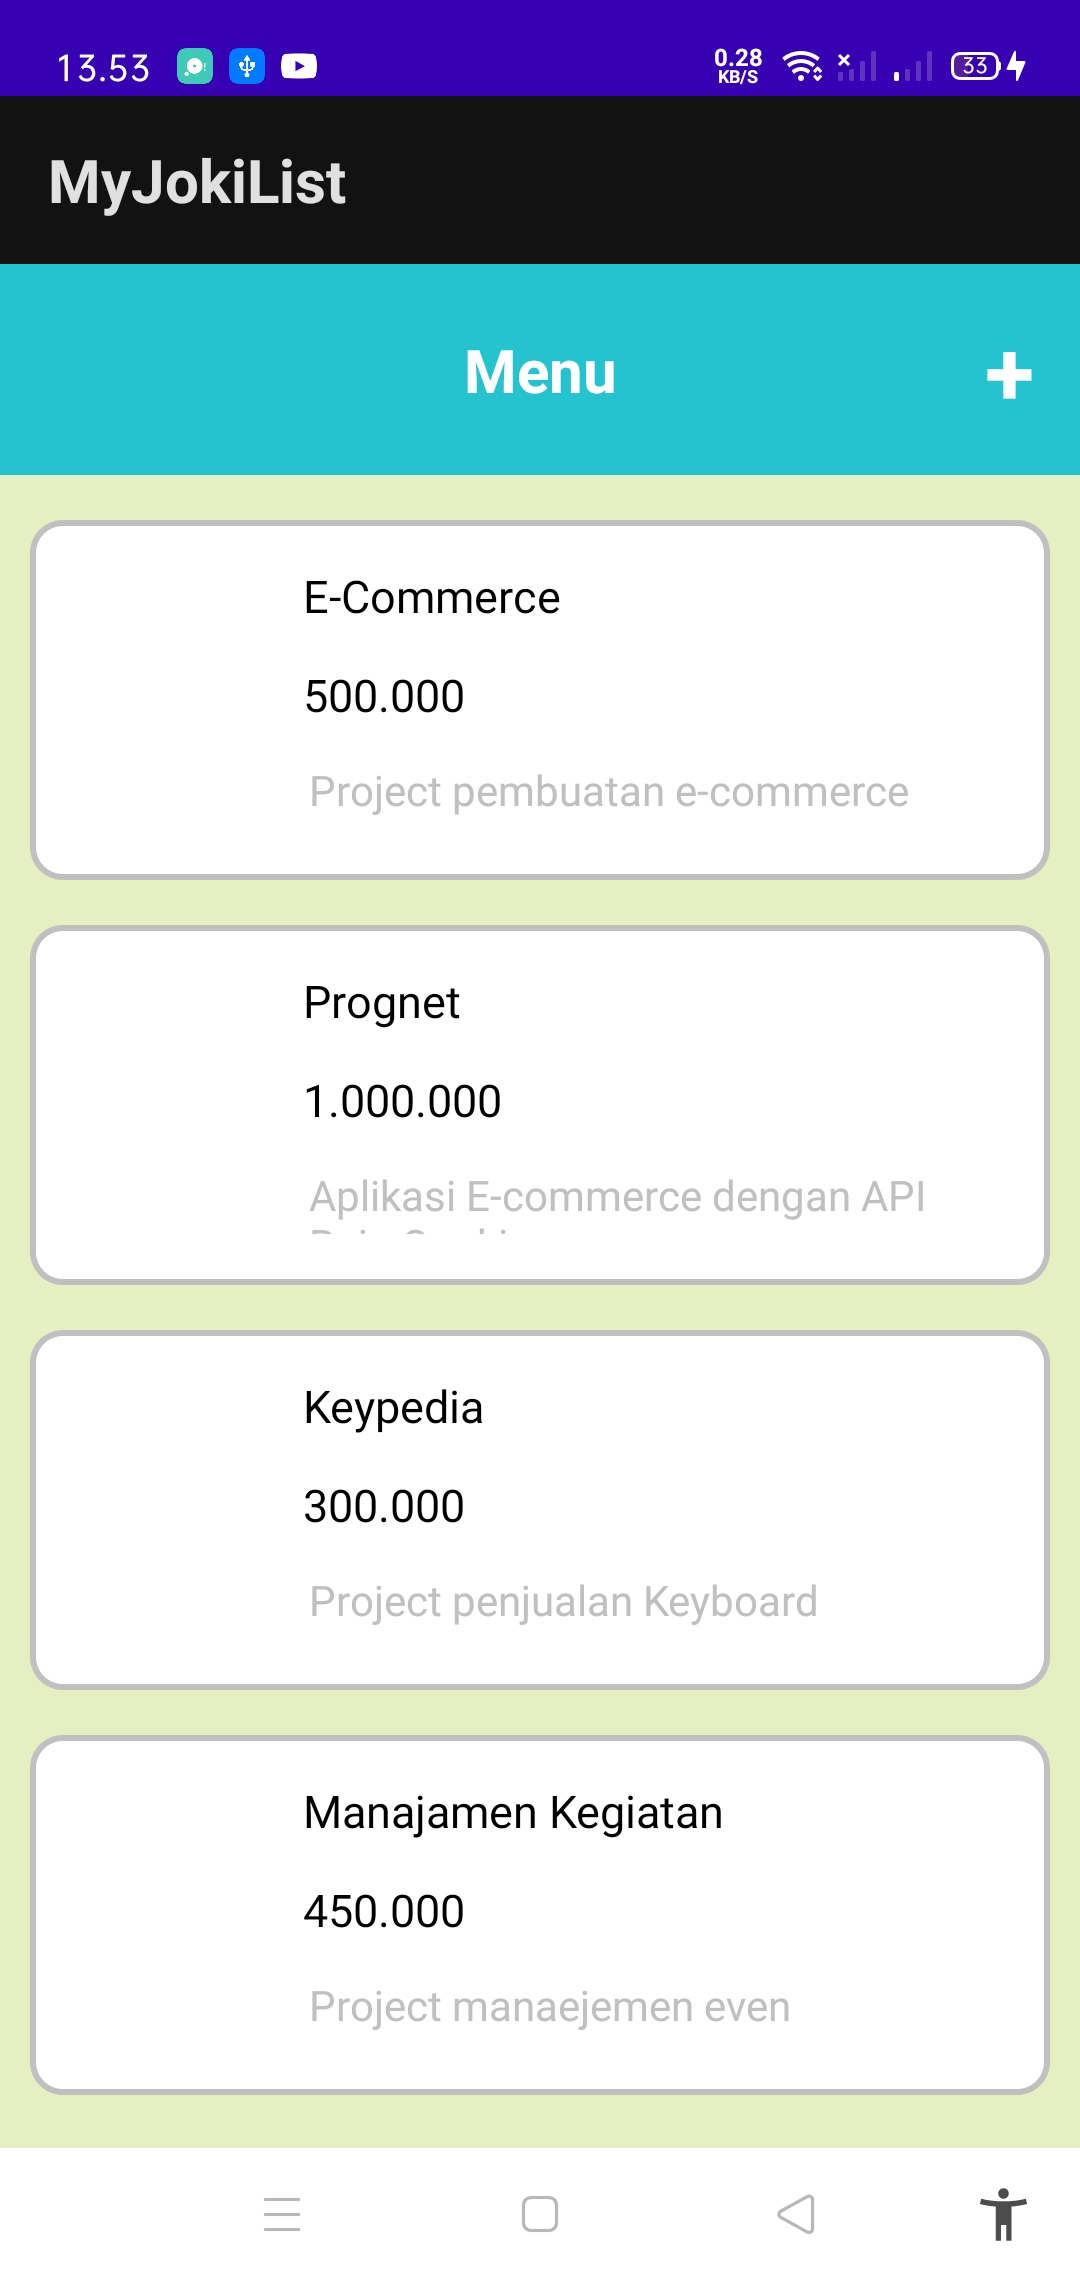 13.53
0.28
KB/S
33
MyJokiList
Menu
+
E-Commerce
500.000
Project pembuatan e-commerce
Prognet
1.000.000
Aplikasi E-commerce dengan API
Keypedia
300.000
Project penjualan Keyboard
Manajamen Kegiatan
450.000
Project manaejemen even